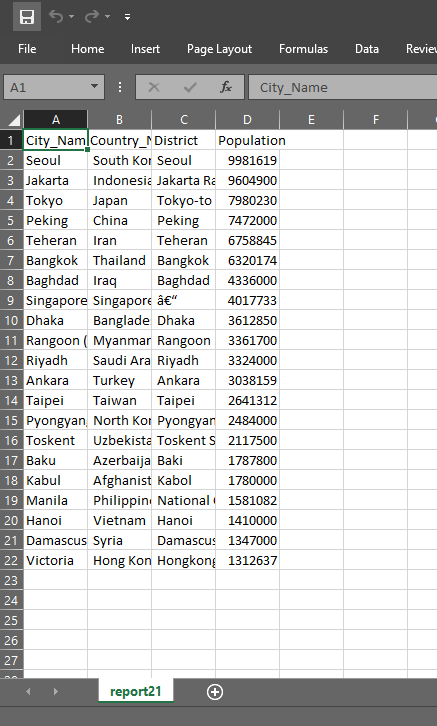 File Home Insert Page Layout Formulas Data Review
A1 fx City_Name
A B C D E F
1 City_Nam Country_N District Population
2 Seoul South Kor Seoul 9981619
3 Jakarta Indonesia Jakarta Ra 9604900
4 Tokyo Japan Tokyo-to 7980230
5 Peking China Peking 7472000
6 Teheran Iran Teheran 6758845
7 Bangkok Thailand Bangkok 6320174
8 Baghdad Iraq Baghdad 4336000
9 Singapore Singapore â€“ 4017733
10 Dhaka Banglade Dhaka 3612850
11 Rangoon ( Myanmar Rangoon 3361700
12 Riyadh Saudi Ara Riyadh 3324000
13 Ankara Turkey Ankara 3038159
14 Taipei Taiwan Taipei 2641312
15 Pyongyan North Kor Pyongyan 2484000
16 Toskent Uzbekista Toskent S 2117500
17 Baku Azerbaija Baki 1787800
18 Kabul Afghanist Kabol 1780000
19 Manila Philippin National 1581082
20 Hanoi Vietnam Hanoi 1410000
21 Damascus Syria Damascus 1347000
22 Victoria Hong Kon Hongkong 1312637
23
24
25
26
27
report21